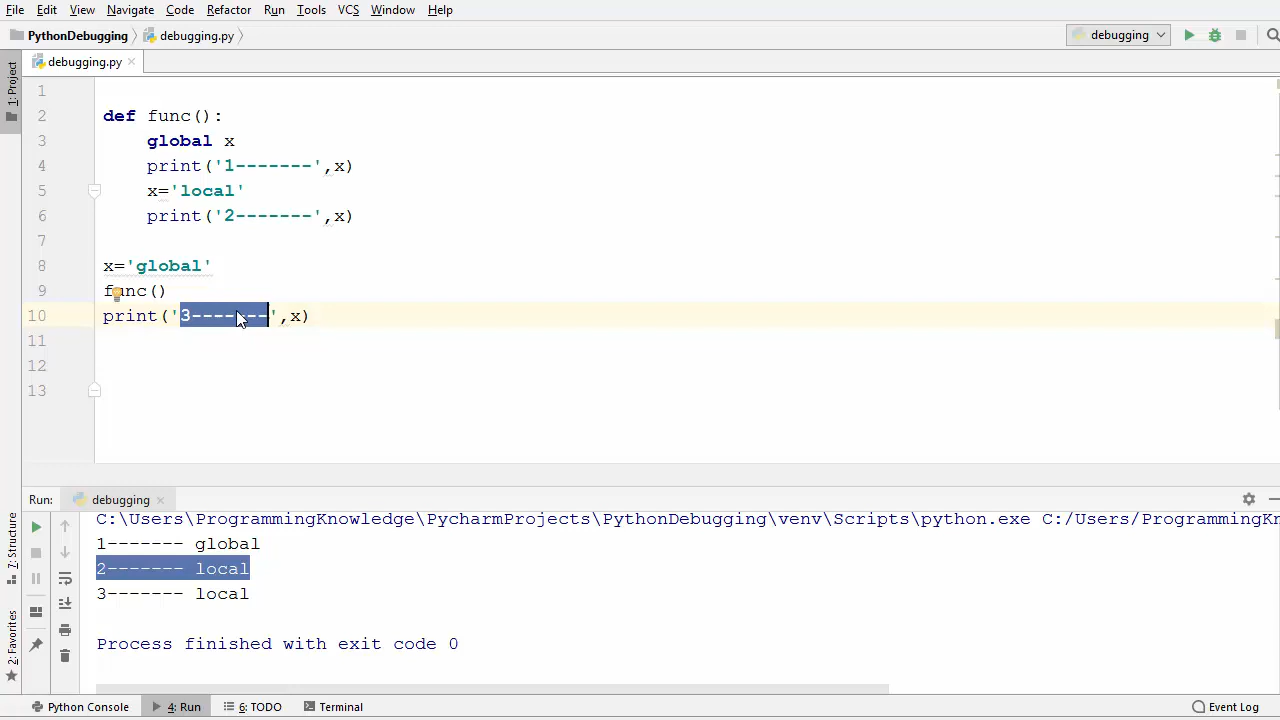 File Edit View Navigate Code Refactor Run Tools VCS Window Help
PythonDebugging debugging.py debugging
1: Project
debugging.py
1
2 def func():
3 global x
4 print('1-------',x)
5 x='local'
6 print('2-------',x)
7
8 x='global'
9 func()
10 print('3-------',x)
11
12
13
Run: debugging
7: Structure
2: Favorites
C:\Users\ProgrammingKnowledge\PycharmProjects\PythonDebugging\venv\Scripts\python.exe C:/Users/ProgrammingKn
1------- global
2------- local
3------- local
Process finished with exit code 0
Python Console 4: Run 6: TODO Terminal Event Log